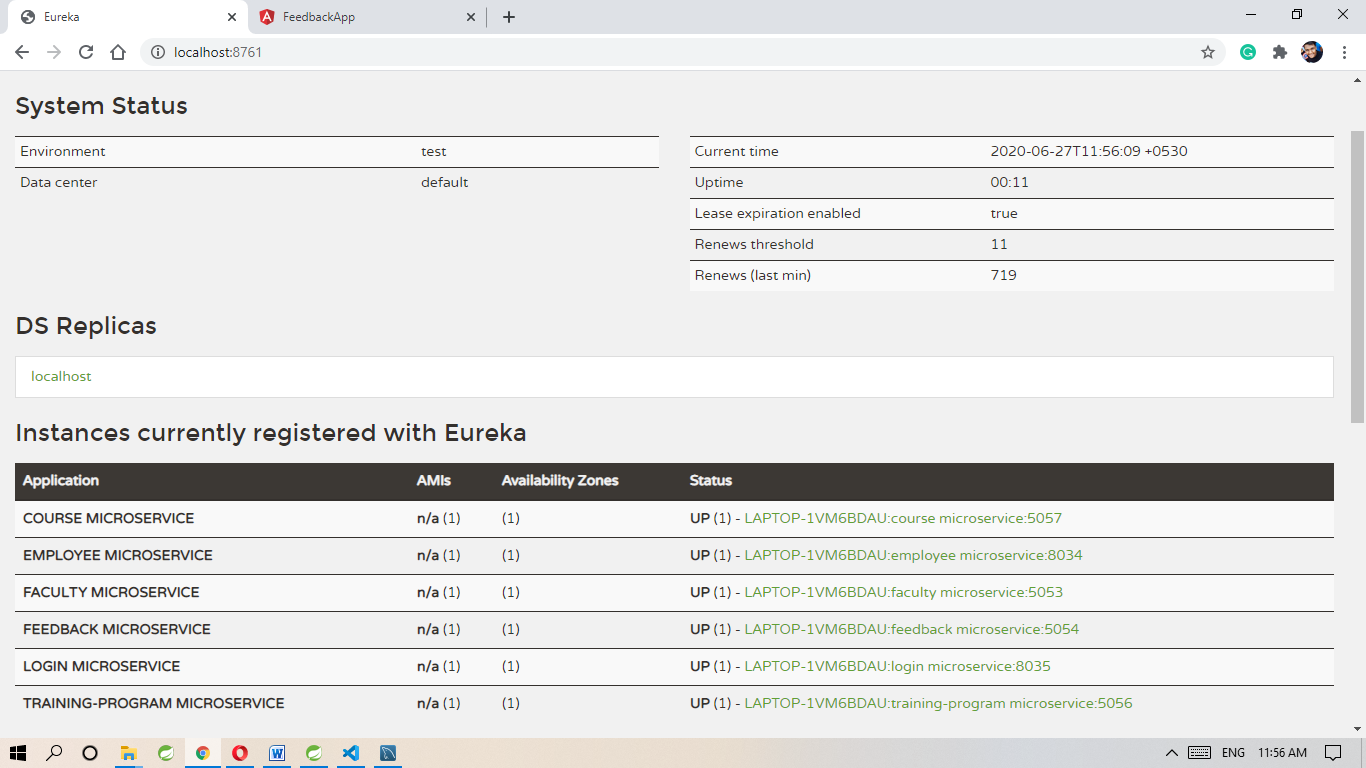 Eureka
FeedbackApp
localhost:8761
System Status
Environment test
Data center default
Current time 2020-06-27T11:56:09 +0530
Uptime 00:11
Lease expiration enabled true
Renews threshold 11
Renews (last min) 719
DS Replicas
localhost
Instances currently registered with Eureka
Application AMIs Availability Zones Status
COURSE MICROSERVICE n/a (1) (1) UP (1) - LAPTOP-1VM6BDAU:course microservice:5057
EMPLOYEE MICROSERVICE n/a (1) (1) UP (1) - LAPTOP-1VM6BDAU:employee microservice:8034
FACULTY MICROSERVICE n/a (1) (1) UP (1) - LAPTOP-1VM6BDAU:faculty microservice:5053
FEEDBACK MICROSERVICE n/a (1) (1) UP (1) - LAPTOP-1VM6BDAU:feedback microservice:5054
LOGIN MICROSERVICE n/a (1) (1) UP (1) - LAPTOP-1VM6BDAU:login microservice:8035
TRAINING-PROGRAM MICROSERVICE n/a (1) (1) UP (1) - LAPTOP-1VM6BDAU:training-program microservice:5056
ENG 11:56 AM